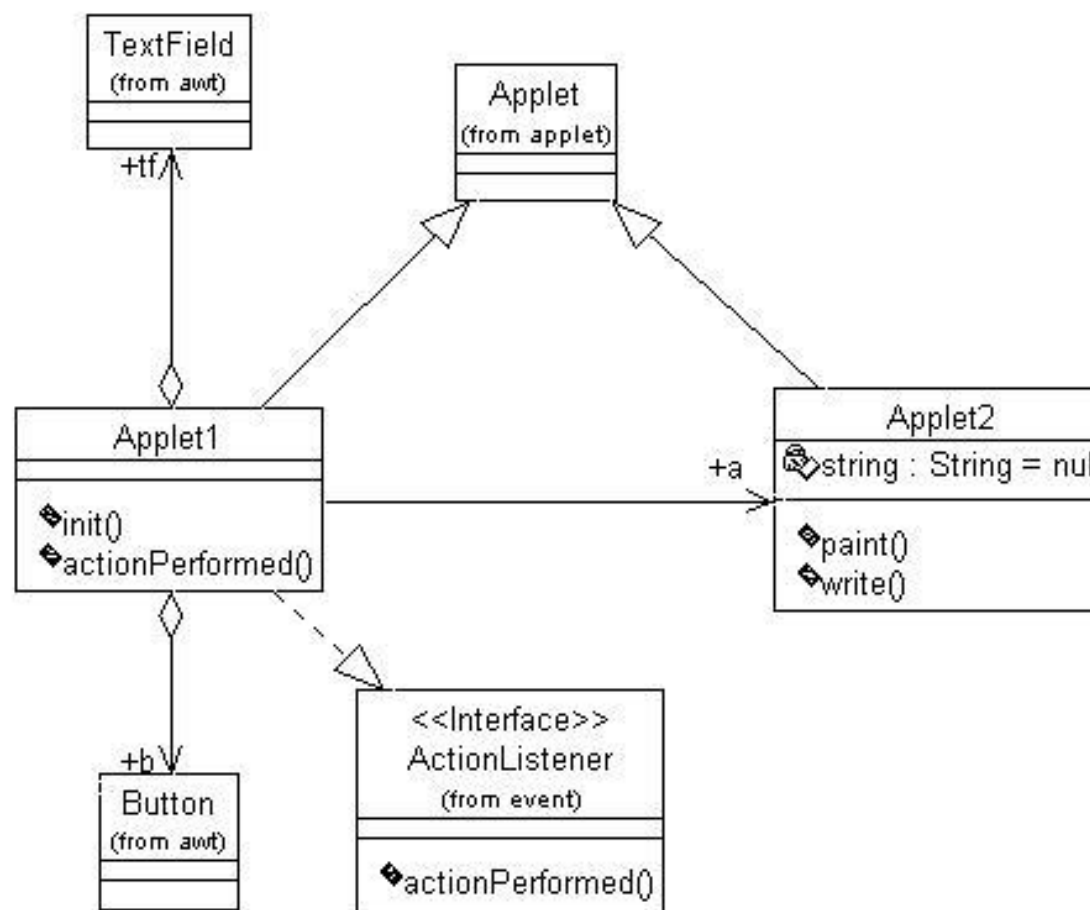 TextField
(from awt)
Applet
(from applet)
+tf
Applet1
init()
actionPerformed()
+a
Applet2
string : String = nul
paint()
write()
+b
Button
(from awt)
<<Interface>>
ActionListener
(from event)
actionPerformed()